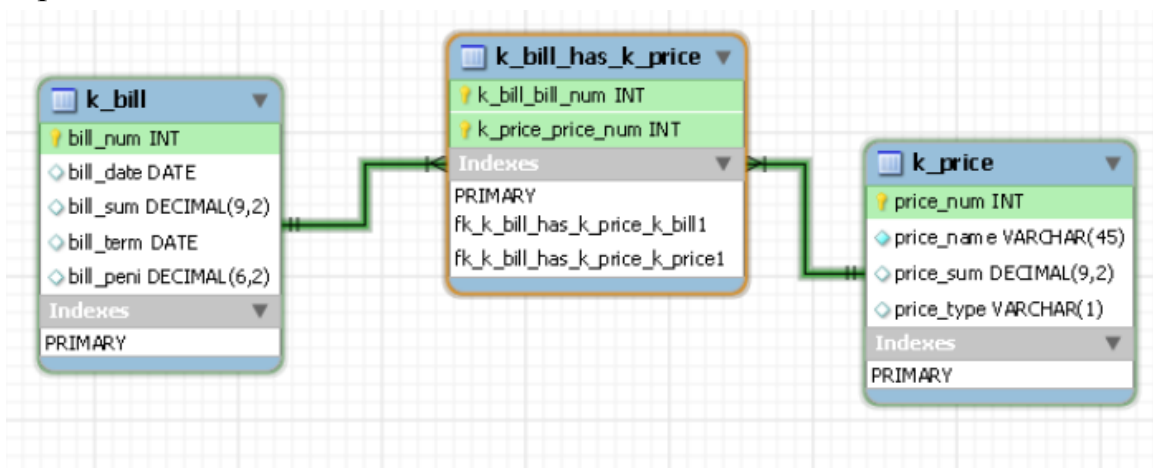 k_bill
bill_num INT
bill_date DATE
bill_sum DECIMAL(9,2)
bill_term DATE
bill_peni DECIMAL(6,2)
Indexes
PRIMARY
k_bill_has_k_price
k_bill_bill_num INT
k_price_price_num INT
Indexes
PRIMARY
fk_k_bill_has_k_price_k_bill1
fk_k_bill_has_k_price_k_price1
k_price
price_num INT
price_name VARCHAR(45)
price_sum DECIMAL(9,2)
price_type VARCHAR(1)
Indexes
PRIMARY